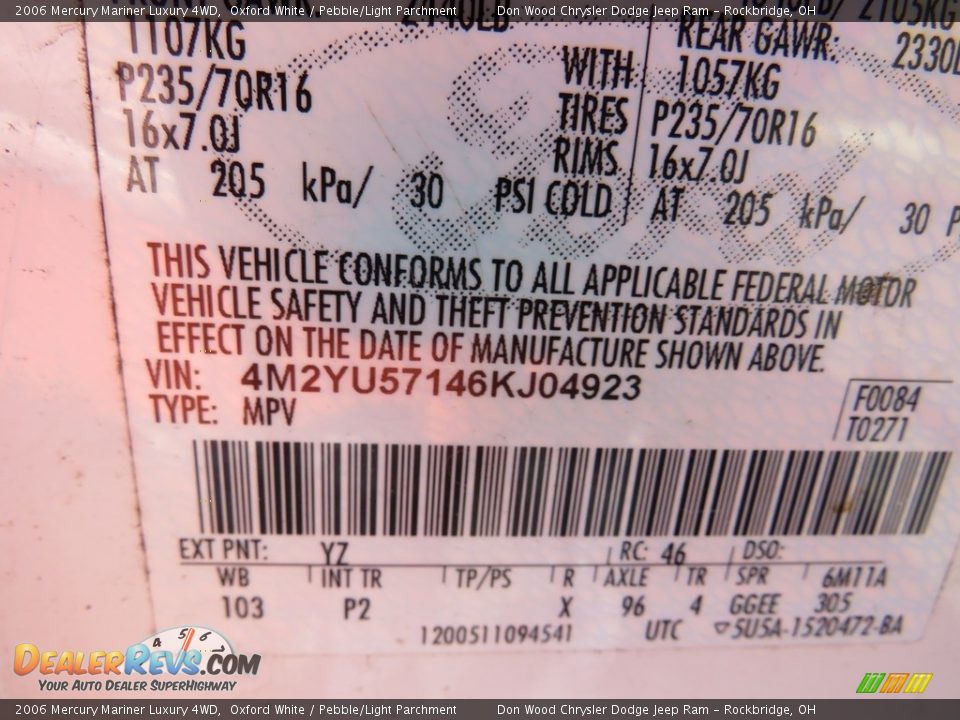 2006 Mercury Mariner Luxury 4WD, Oxford White / Pebble/Light Parchment Don Wood Chrysler Dodge Jeep Ram - Rockbridge, OH
1107KG REAR GAWR: 2330L
P235/70R16 WITH 1057KG
16x7.0J TIRES P235/70R16
RIMS 16x7.0J
AT 205 kPa/ 30 PSI COLD AT 205 kPa/ 30 P
THIS VEHICLE CONFORMS TO ALL APPLICABLE FEDERAL MOTOR
VEHICLE SAFETY AND THEFT PREVENTION STANDARDS IN
EFFECT ON THE DATE OF MANUFACTURE SHOWN ABOVE.
VIN: 4M2YU57146KJ04923
TYPE: MPV
F0084
T0271
EXT PNT: YZ RC: 46 DSO:
WB INT TR TP/PS R AXLE TR SPR 6M11A
103 P2 X 96 4 GGEE 305
1200511094541 UTC ▽5U5A-1520472-BA
4 5 6
DEALERREVS.COM
YOUR AUTO DEALER SUPERHIGHWAY
2006 Mercury Mariner Luxury 4WD, Oxford White / Pebble/Light Parchment Don Wood Chrysler Dodge Jeep Ram - Rockbridge, OH